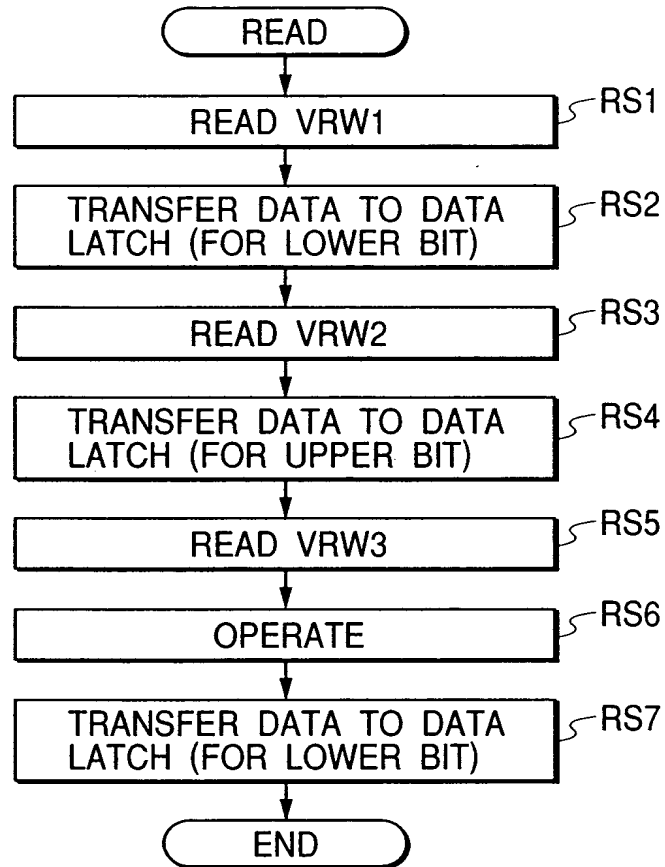 READ
READ VRW1
RS1
TRANSFER DATA TO DATA
LATCH (FOR LOWER BIT)
RS2
READ VRW2
RS3
TRANSFER DATA TO DATA
LATCH (FOR UPPER BIT)
RS4
READ VRW3
RS5
OPERATE
RS6
TRANSFER DATA TO DATA
LATCH (FOR LOWER BIT)
RS7
END